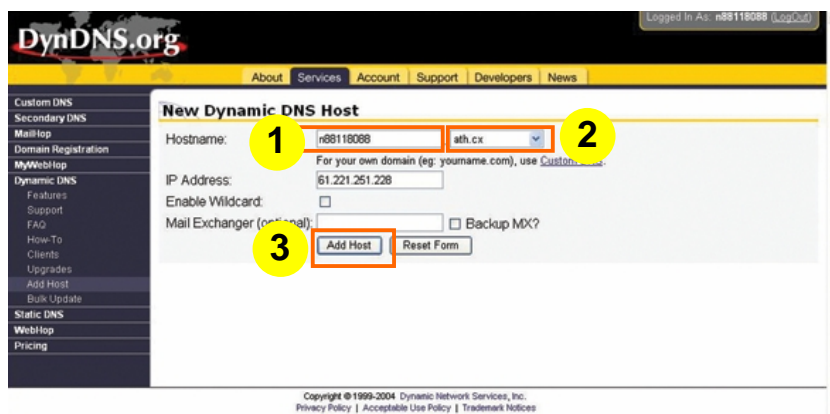 Logged In As: n88118088 (LogOut)
DynDNS.org
About Services Account Support Developers News
Custom DNS
Secondary DNS
MailHop
Domain Registration
MyWebHop
Dynamic DNS
Features
Support
FAQ
How-To
Clients
Upgrades
Add Host
Bulk Update
Static DNS
WebHop
Pricing
New Dynamic DNS Host
Hostname: 1 n88118088 ath.cx 2
For your own domain (eg: yourname.com), use
IP Address: 61.221.251.228
Enable Wildcard:
Mail Exchanger (optional): Backup MX?
3 Add Host Reset Form
Copyright © 1999-2004 Dynamic Network Services, Inc.
Privacy Policy | Acceptable Use Policy | Trademark Notices